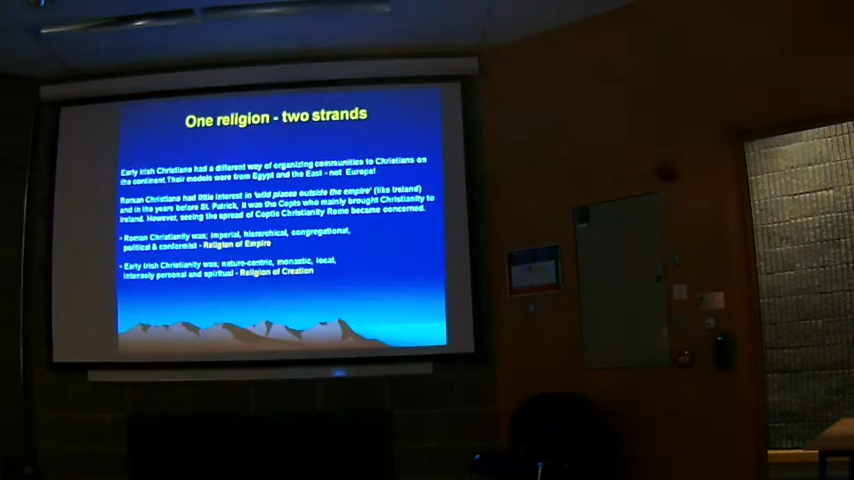 One religion - two strands
Early Irish Christians had a different way of organizing communities to Christians on
the continent. Their models were from Egypt and the East - not Europe!
Roman Christians had little interest in 'wild places outside the empire' (like Ireland)
and in the years before St. Patrick, it was the Copts who mainly brought Christianity to
Ireland. However, seeing the spread of Coptic Christianity Rome became concerned.
• Roman Christianity was; Imperial, hierarchical, congregational,
political & conformist - Religion of Empire
• Early Irish Christianity was; nature-centric, monastic, local,
intensely personal and spiritual - Religion of Creation